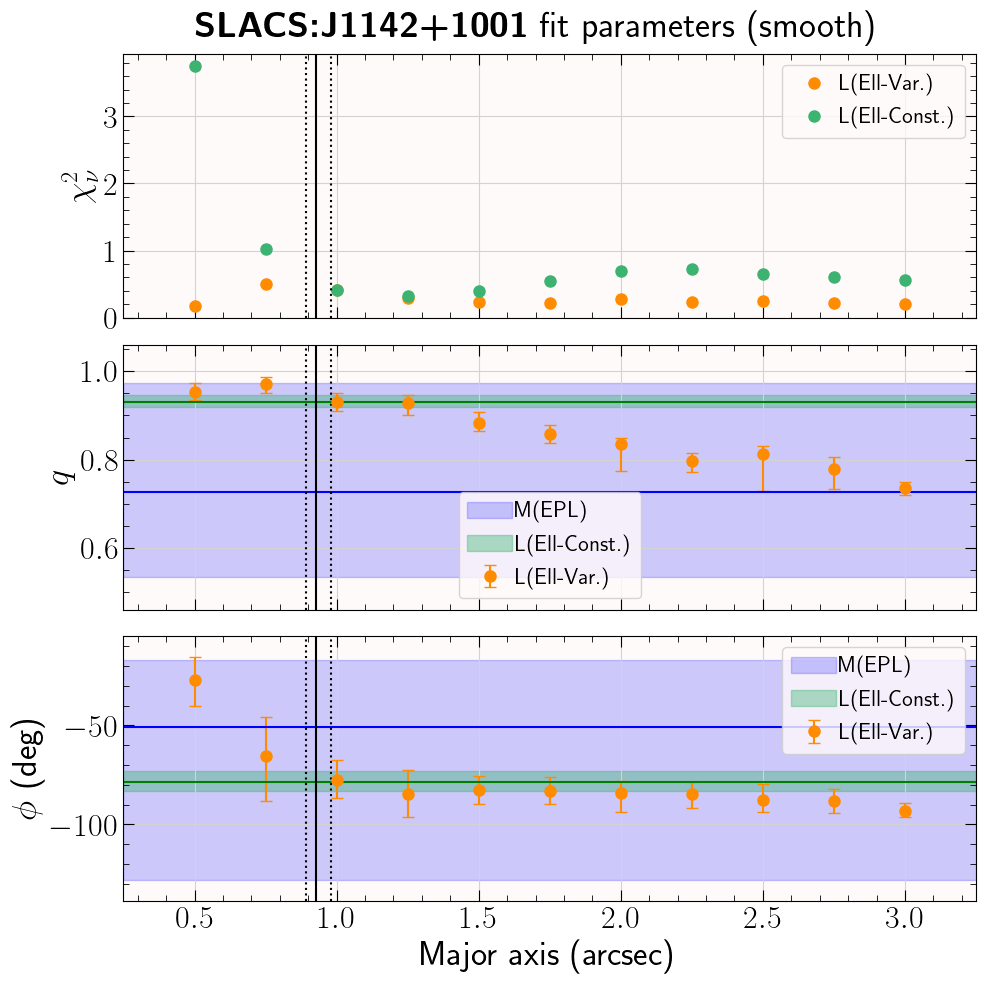 SLACS:J1142+1001 fit parameters (smooth)
L(Ell-Var.)
L(Ell-Const.)
3
2
1
0
χ²ᵥ
1.0
0.8
0.6
q
M(EPL)
L(Ell-Const.)
L(Ell-Var.)
M(EPL)
L(Ell-Const.)
L(Ell-Var.)
−50
−100
ϕ (deg)
0.5 1.0 1.5 2.0 2.5 3.0
Major axis (arcsec)